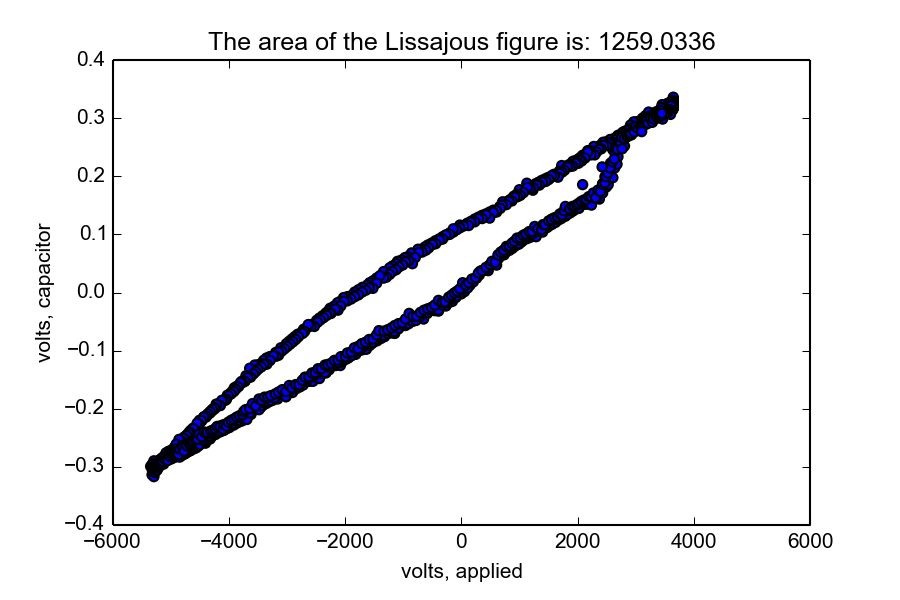 The area of the Lissajous figure is: 1259.0336
0.4
0.3
0.2
0.1
0.0
−0.1
−0.2
−0.3
−0.4
volts, capacitor
−6000 −4000 −2000 0 2000 4000 6000
volts, applied